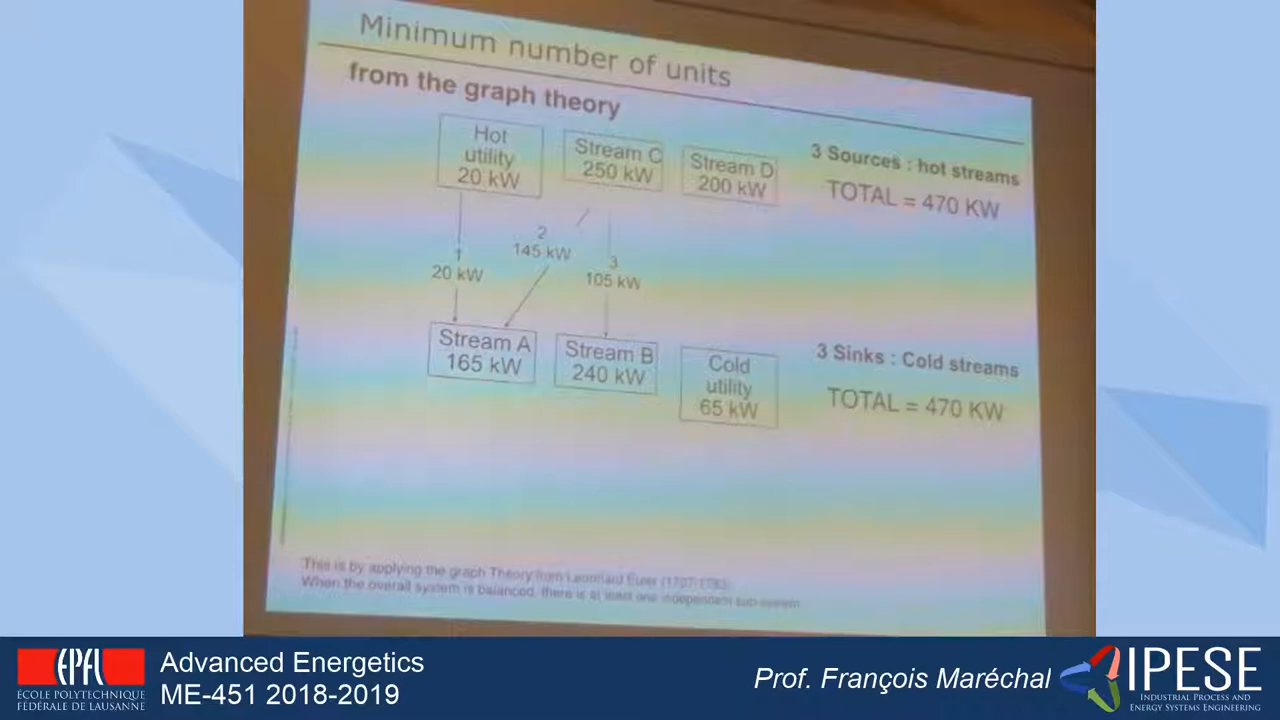 Minimum number of units
from the graph theory
Hot
utility
20 kW
Stream C
250 kW
Stream D
200 kW
3 Sources : hot streams
TOTAL = 470 KW
1
20 kW
2
145 kW
3
105 kW
Stream A
165 kW
Stream B
240 kW
Cold
utility
65 kW
3 Sinks : Cold streams
TOTAL = 470 KW
This is by applying the graph Theory from Leonhard Euler (1707-1783)
When the overall system is balanced, there is at least one independent sub-system
EPFL
ÉCOLE POLYTECHNIQUE
FÉDÉRALE DE LAUSANNE
Advanced Energetics
ME-451 2018-2019
Prof. François Maréchal
IPESE
INDUSTRIAL PROCESS AND
ENERGY SYSTEMS ENGINEERING